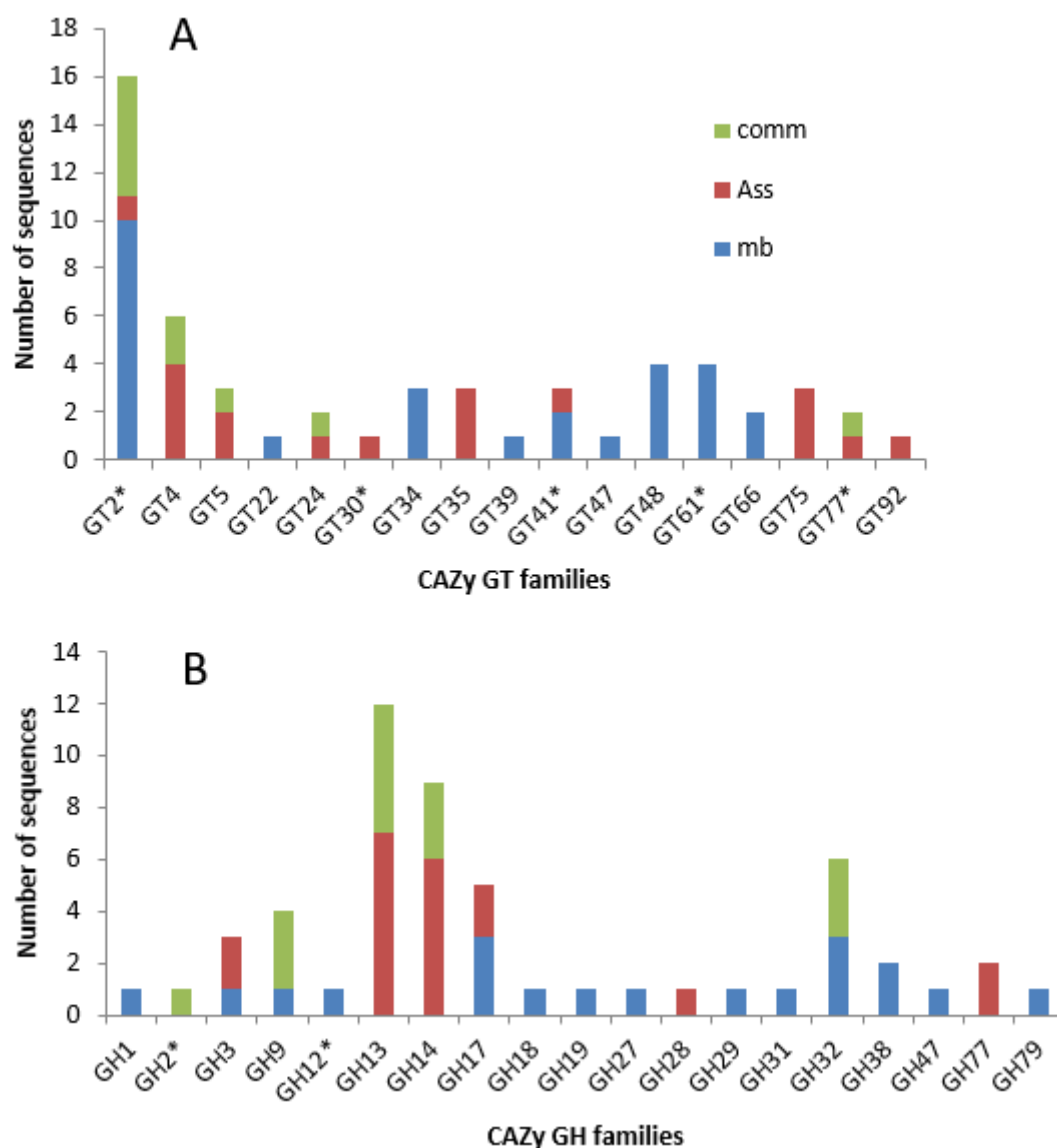 A
18
16
14
12
10
8
6
4
2
0
Number of sequences
comm
Ass
mb
GT2* GT4 GT5 GT22 GT24 GT30* GT34 GT35 GT39 GT41* GT47 GT48 GT61* GT66 GT75 GT77* GT92
CAZy GT families
B
14
12
10
8
6
4
2
0
Number of sequences
GH1 GH2* GH3 GH9 GH12* GH13 GH14 GH17 GH18 GH19 GH27 GH28 GH29 GH31 GH32 GH38 GH47 GH77 GH79
CAZy GH families